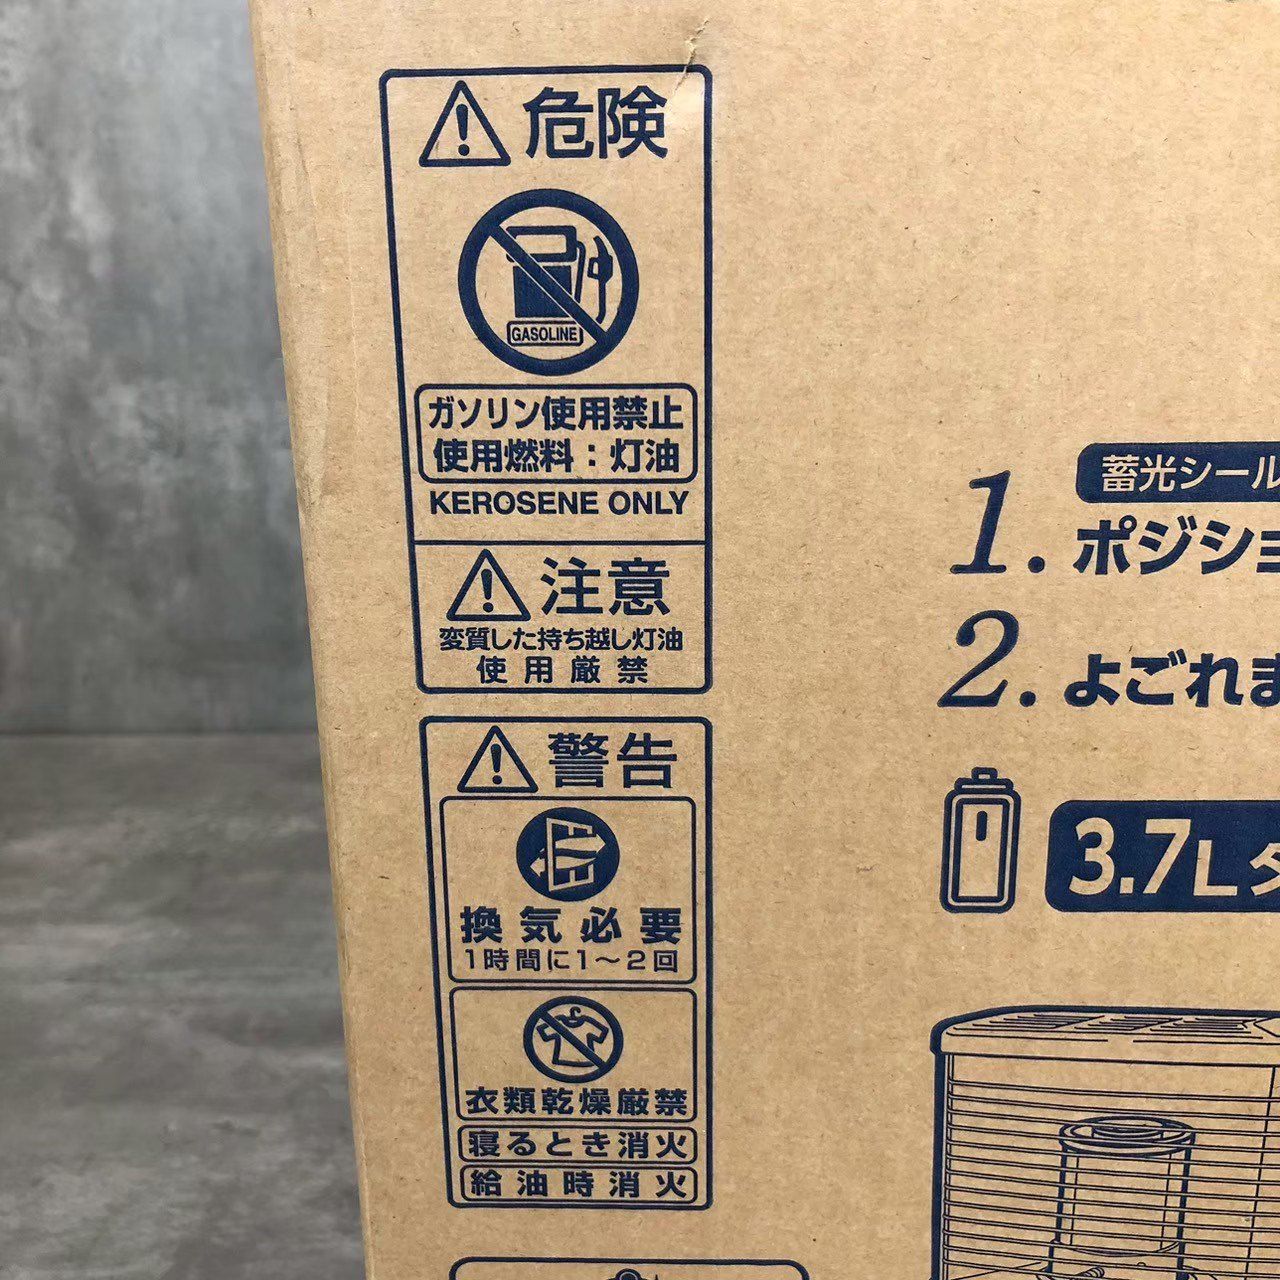 危険
GASOLINE
ガソリン使用禁止
使用燃料：灯油
KEROSENE ONLY
注意
変質した持ち越し灯油
使用厳禁
警告
換気必要
1時間に1～2回
衣類乾燥厳禁
寝るとき消火
給油時消火
蓄光シール
1. ポジショ
2. よごれま
3.7Lタ